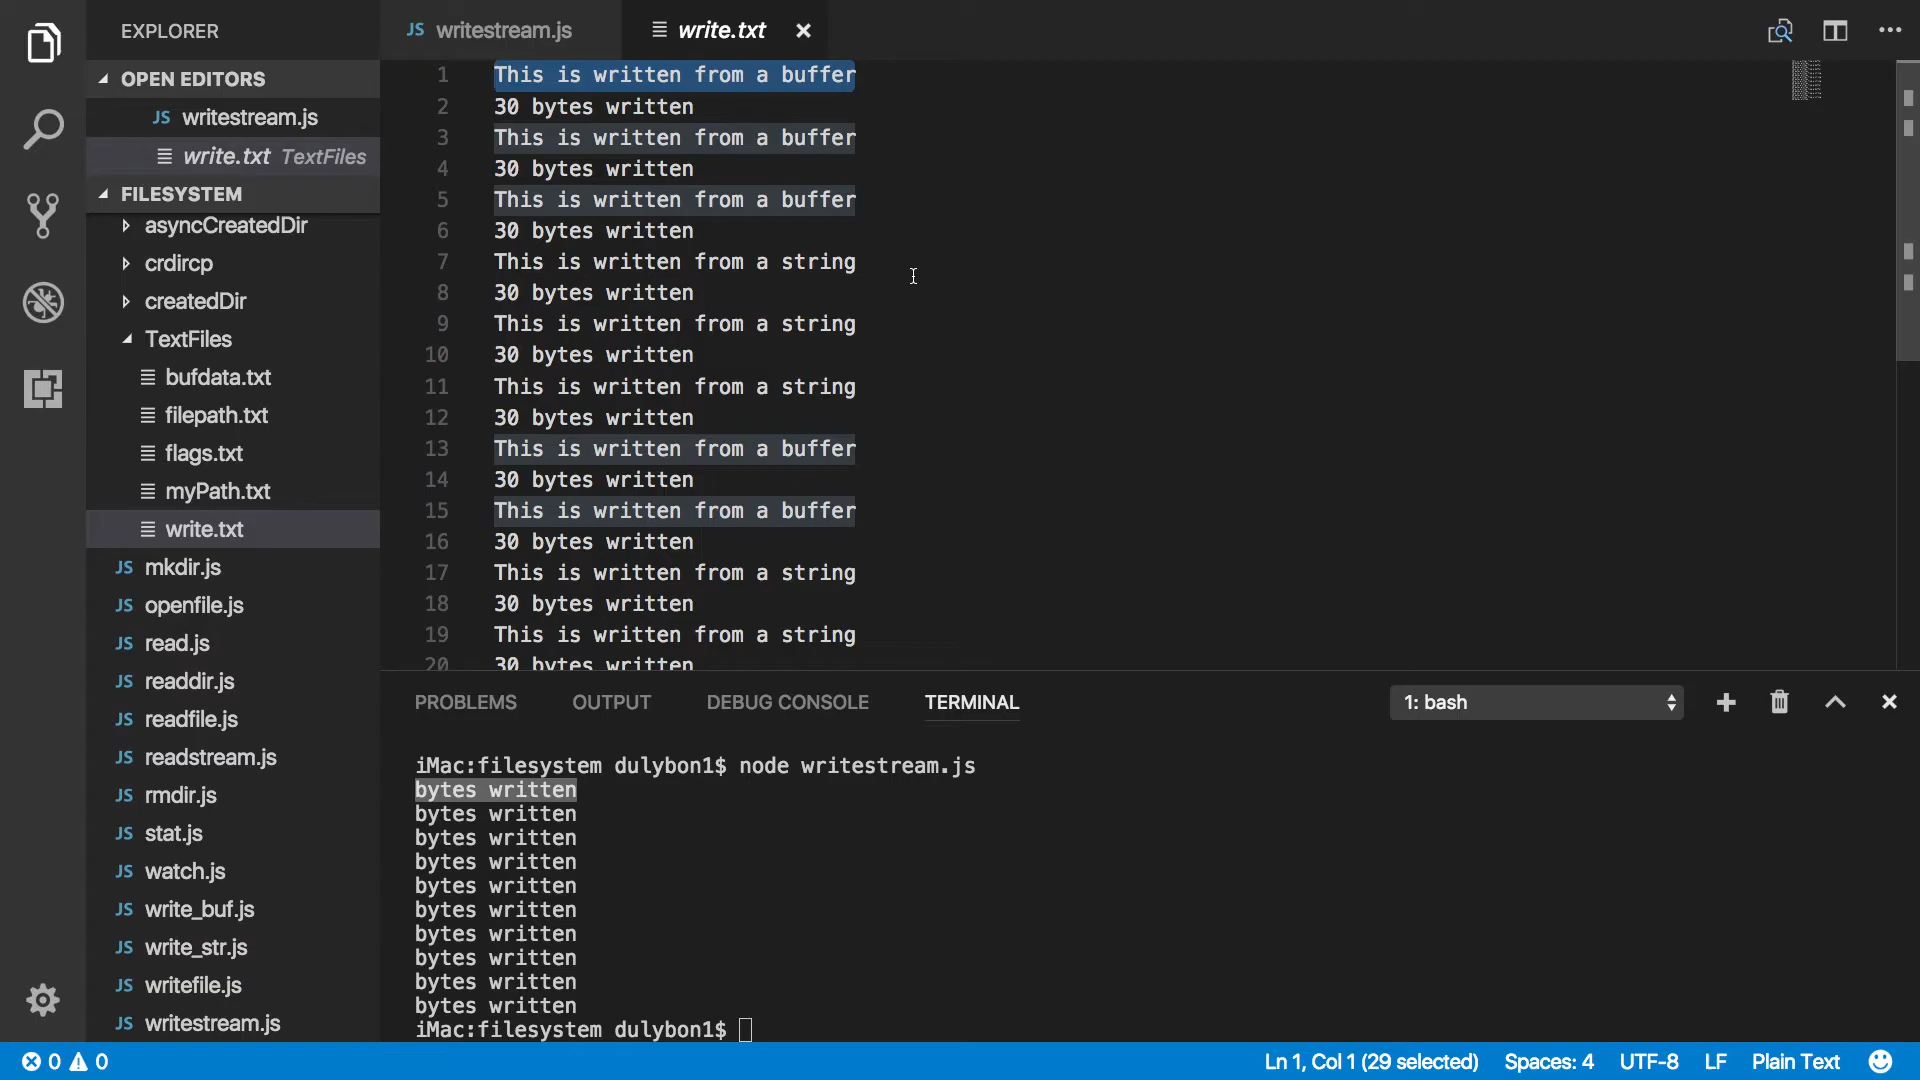 EXPLORER
OPEN EDITORS
JS writestream.js
write.txt TextFiles
FILESYSTEM
asyncCreatedDir
crdircp
createdDir
TextFiles
bufdata.txt
filepath.txt
flags.txt
myPath.txt
write.txt
JS mkdir.js
JS openfile.js
JS read.js
JS readdir.js
JS readfile.js
JS readstream.js
JS rmdir.js
JS stat.js
JS watch.js
JS write_buf.js
JS write_str.js
JS writefile.js
JS writestream.js
JS writestream.js
write.txt
1 This is written from a buffer
2 30 bytes written
3 This is written from a buffer
4 30 bytes written
5 This is written from a buffer
6 30 bytes written
7 This is written from a string
8 30 bytes written
9 This is written from a string
10 30 bytes written
11 This is written from a string
12 30 bytes written
13 This is written from a buffer
14 30 bytes written
15 This is written from a buffer
16 30 bytes written
17 This is written from a string
18 30 bytes written
19 This is written from a string
20 30 bytes written
PROBLEMS OUTPUT DEBUG CONSOLE TERMINAL 1: bash
iMac:filesystem dulybon1$ node writestream.js
bytes written
bytes written
bytes written
bytes written
bytes written
bytes written
bytes written
bytes written
bytes written
bytes written
iMac:filesystem dulybon1$
0 0 Ln 1, Col 1 (29 selected) Spaces: 4 UTF-8 LF Plain Text